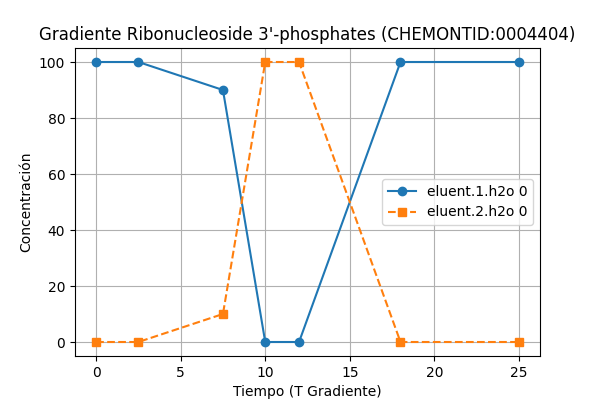 Gradiente Ribonucleoside 3'-phosphates (CHEMONTID:0004404)
Concentración
100
80
60
40
20
0
eluent.1.h2o 0
eluent.2.h2o 0
0 5 10 15 20 25
Tiempo (T Gradiente)